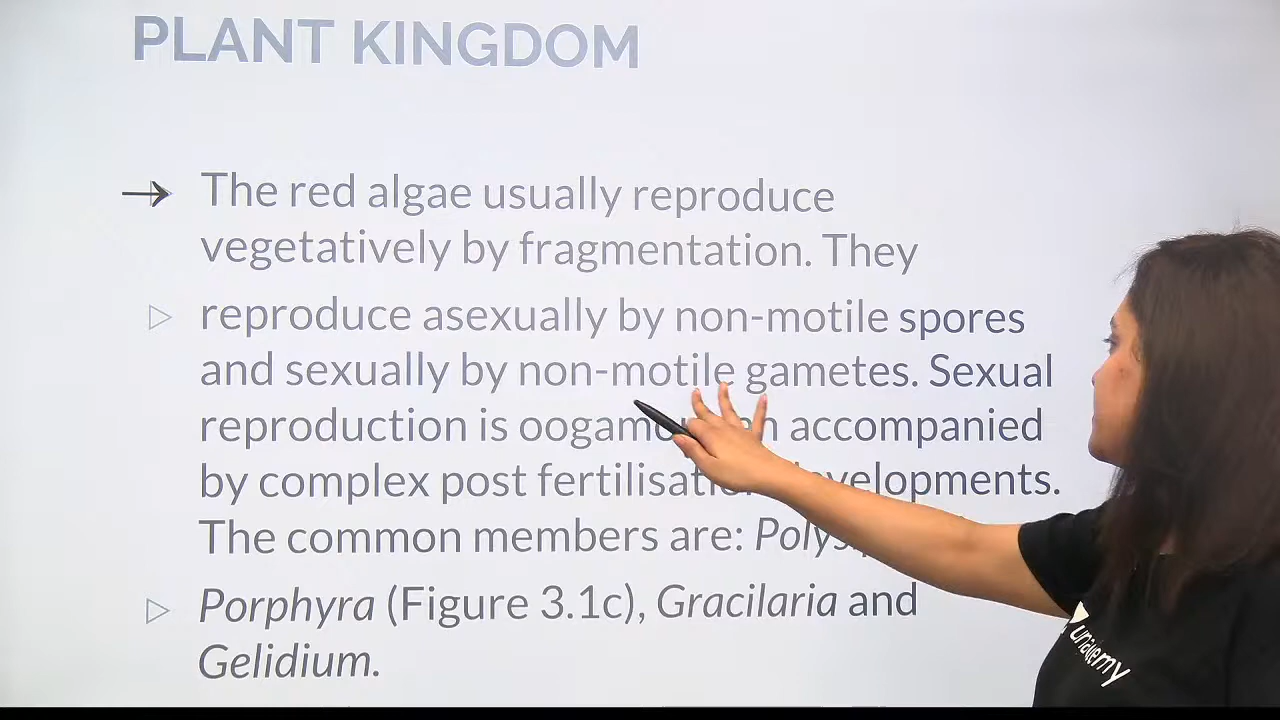 PLANT KINGDOM
The red algae usually reproduce
vegetatively by fragmentation. They
reproduce asexually by non-motile spores
and sexually by non-motile gametes. Sexual
reproduction is accompanied
by complex post developments.
The common members are:
Porphyra (Figure 3.1c), Gracilaria and
Gelidium.
unacademy